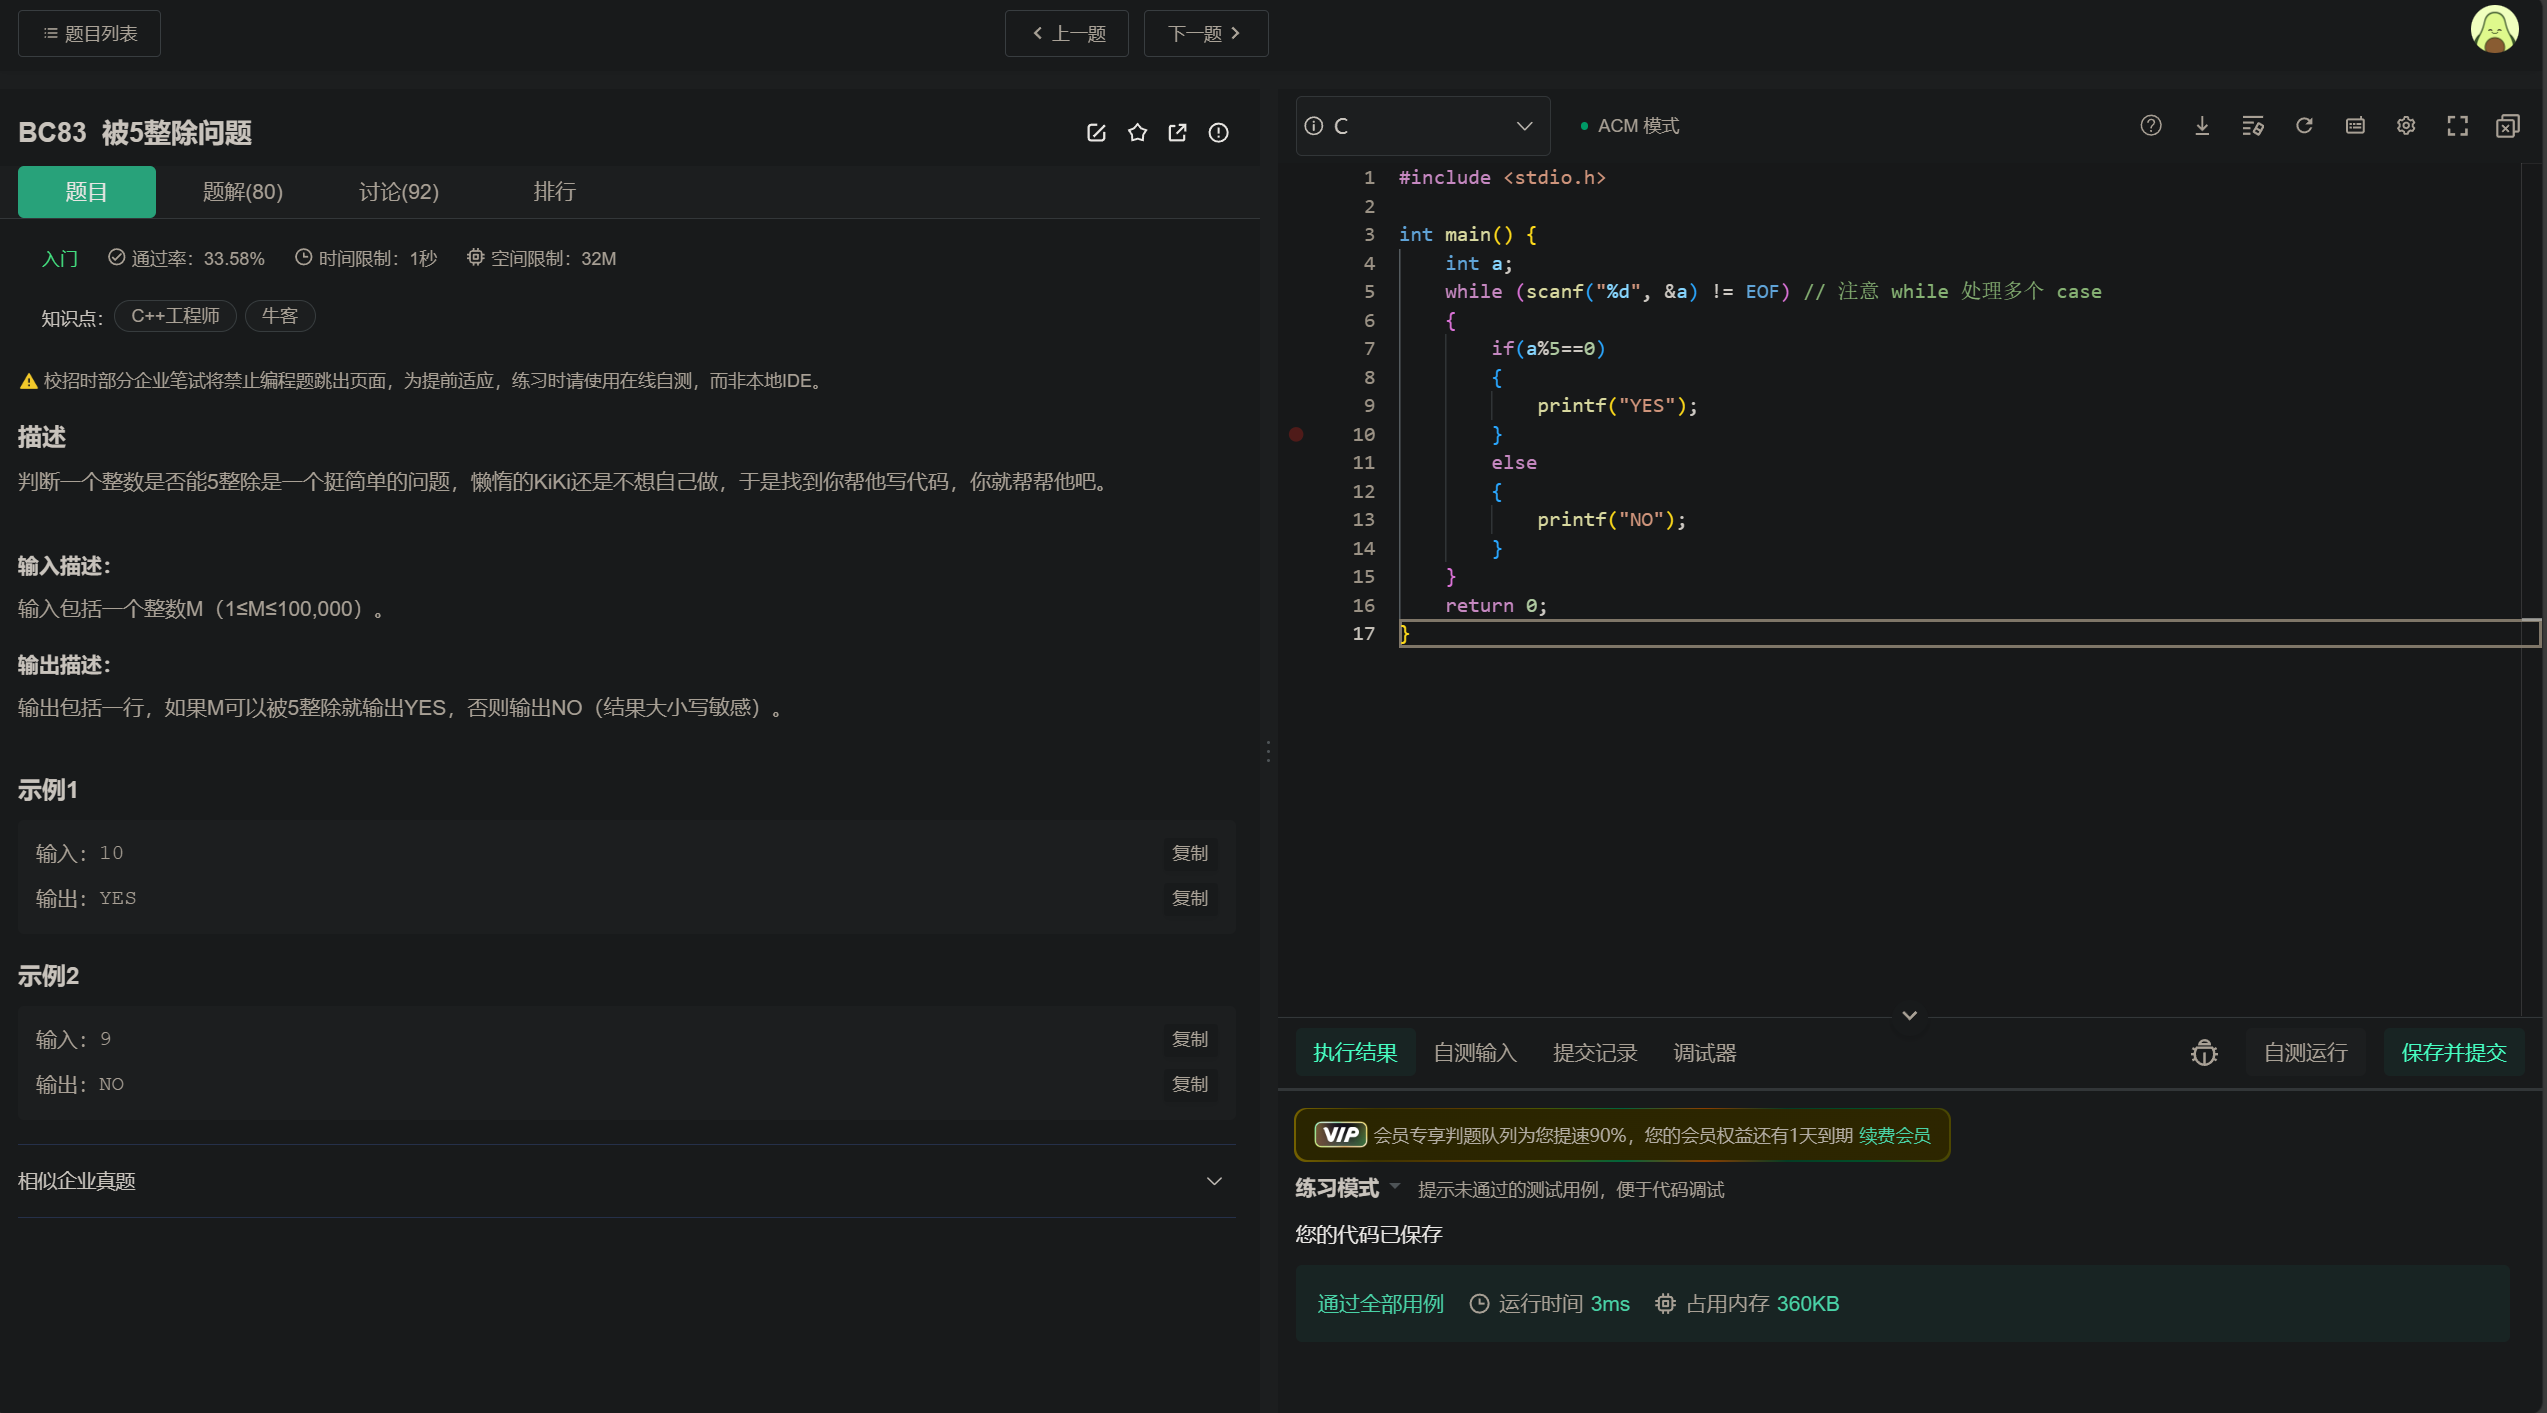 题目列表
上一题
下一题
BC83 被5整除问题
题目 题解(80) 讨论(92) 排行
入门 通过率：33.58% 时间限制：1秒 空间限制：32M
知识点： C++工程师 牛客
校招时部分企业笔试将禁止编程题跳出页面，为提前适应，练习时请使用在线自测，而非本地IDE。
描述
判断一个整数是否能5整除是一个挺简单的问题，懒惰的KiKi还是不想自己做，于是找到你帮他写代码，你就帮帮他吧。
输入描述：
输入包括一个整数M（1≤M≤100,000）。
输出描述：
输出包括一行，如果M可以被5整除就输出YES，否则输出NO（结果大小写敏感）。
示例1
输入：10 复制
输出：YES 复制
示例2
输入：9 复制
输出：NO 复制
相似企业真题
C ACM 模式
1 #include <stdio.h>
2
3 int main() {
4     int a;
5     while (scanf("%d", &a) != EOF) // 注意 while 处理多个 case
6     {
7         if(a%5==0)
8         {
9             printf("YES");
10         }
11         else
12         {
13             printf("NO");
14         }
15     }
16     return 0;
17 }
执行结果 自测输入 提交记录 调试器 自测运行 保存并提交
VIP 会员专享判题队列为您提速90%，您的会员权益还有1天到期 续费会员
练习模式 提示未通过的测试用例，便于代码调试
您的代码已保存
通过全部用例 运行时间 3ms 占用内存 360KB